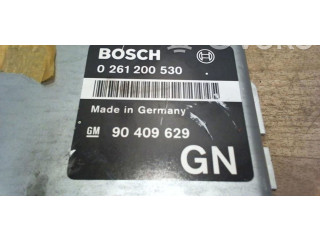 BOSCH
0 261 200 530
Made in Germany
GM 90 409 629
GN